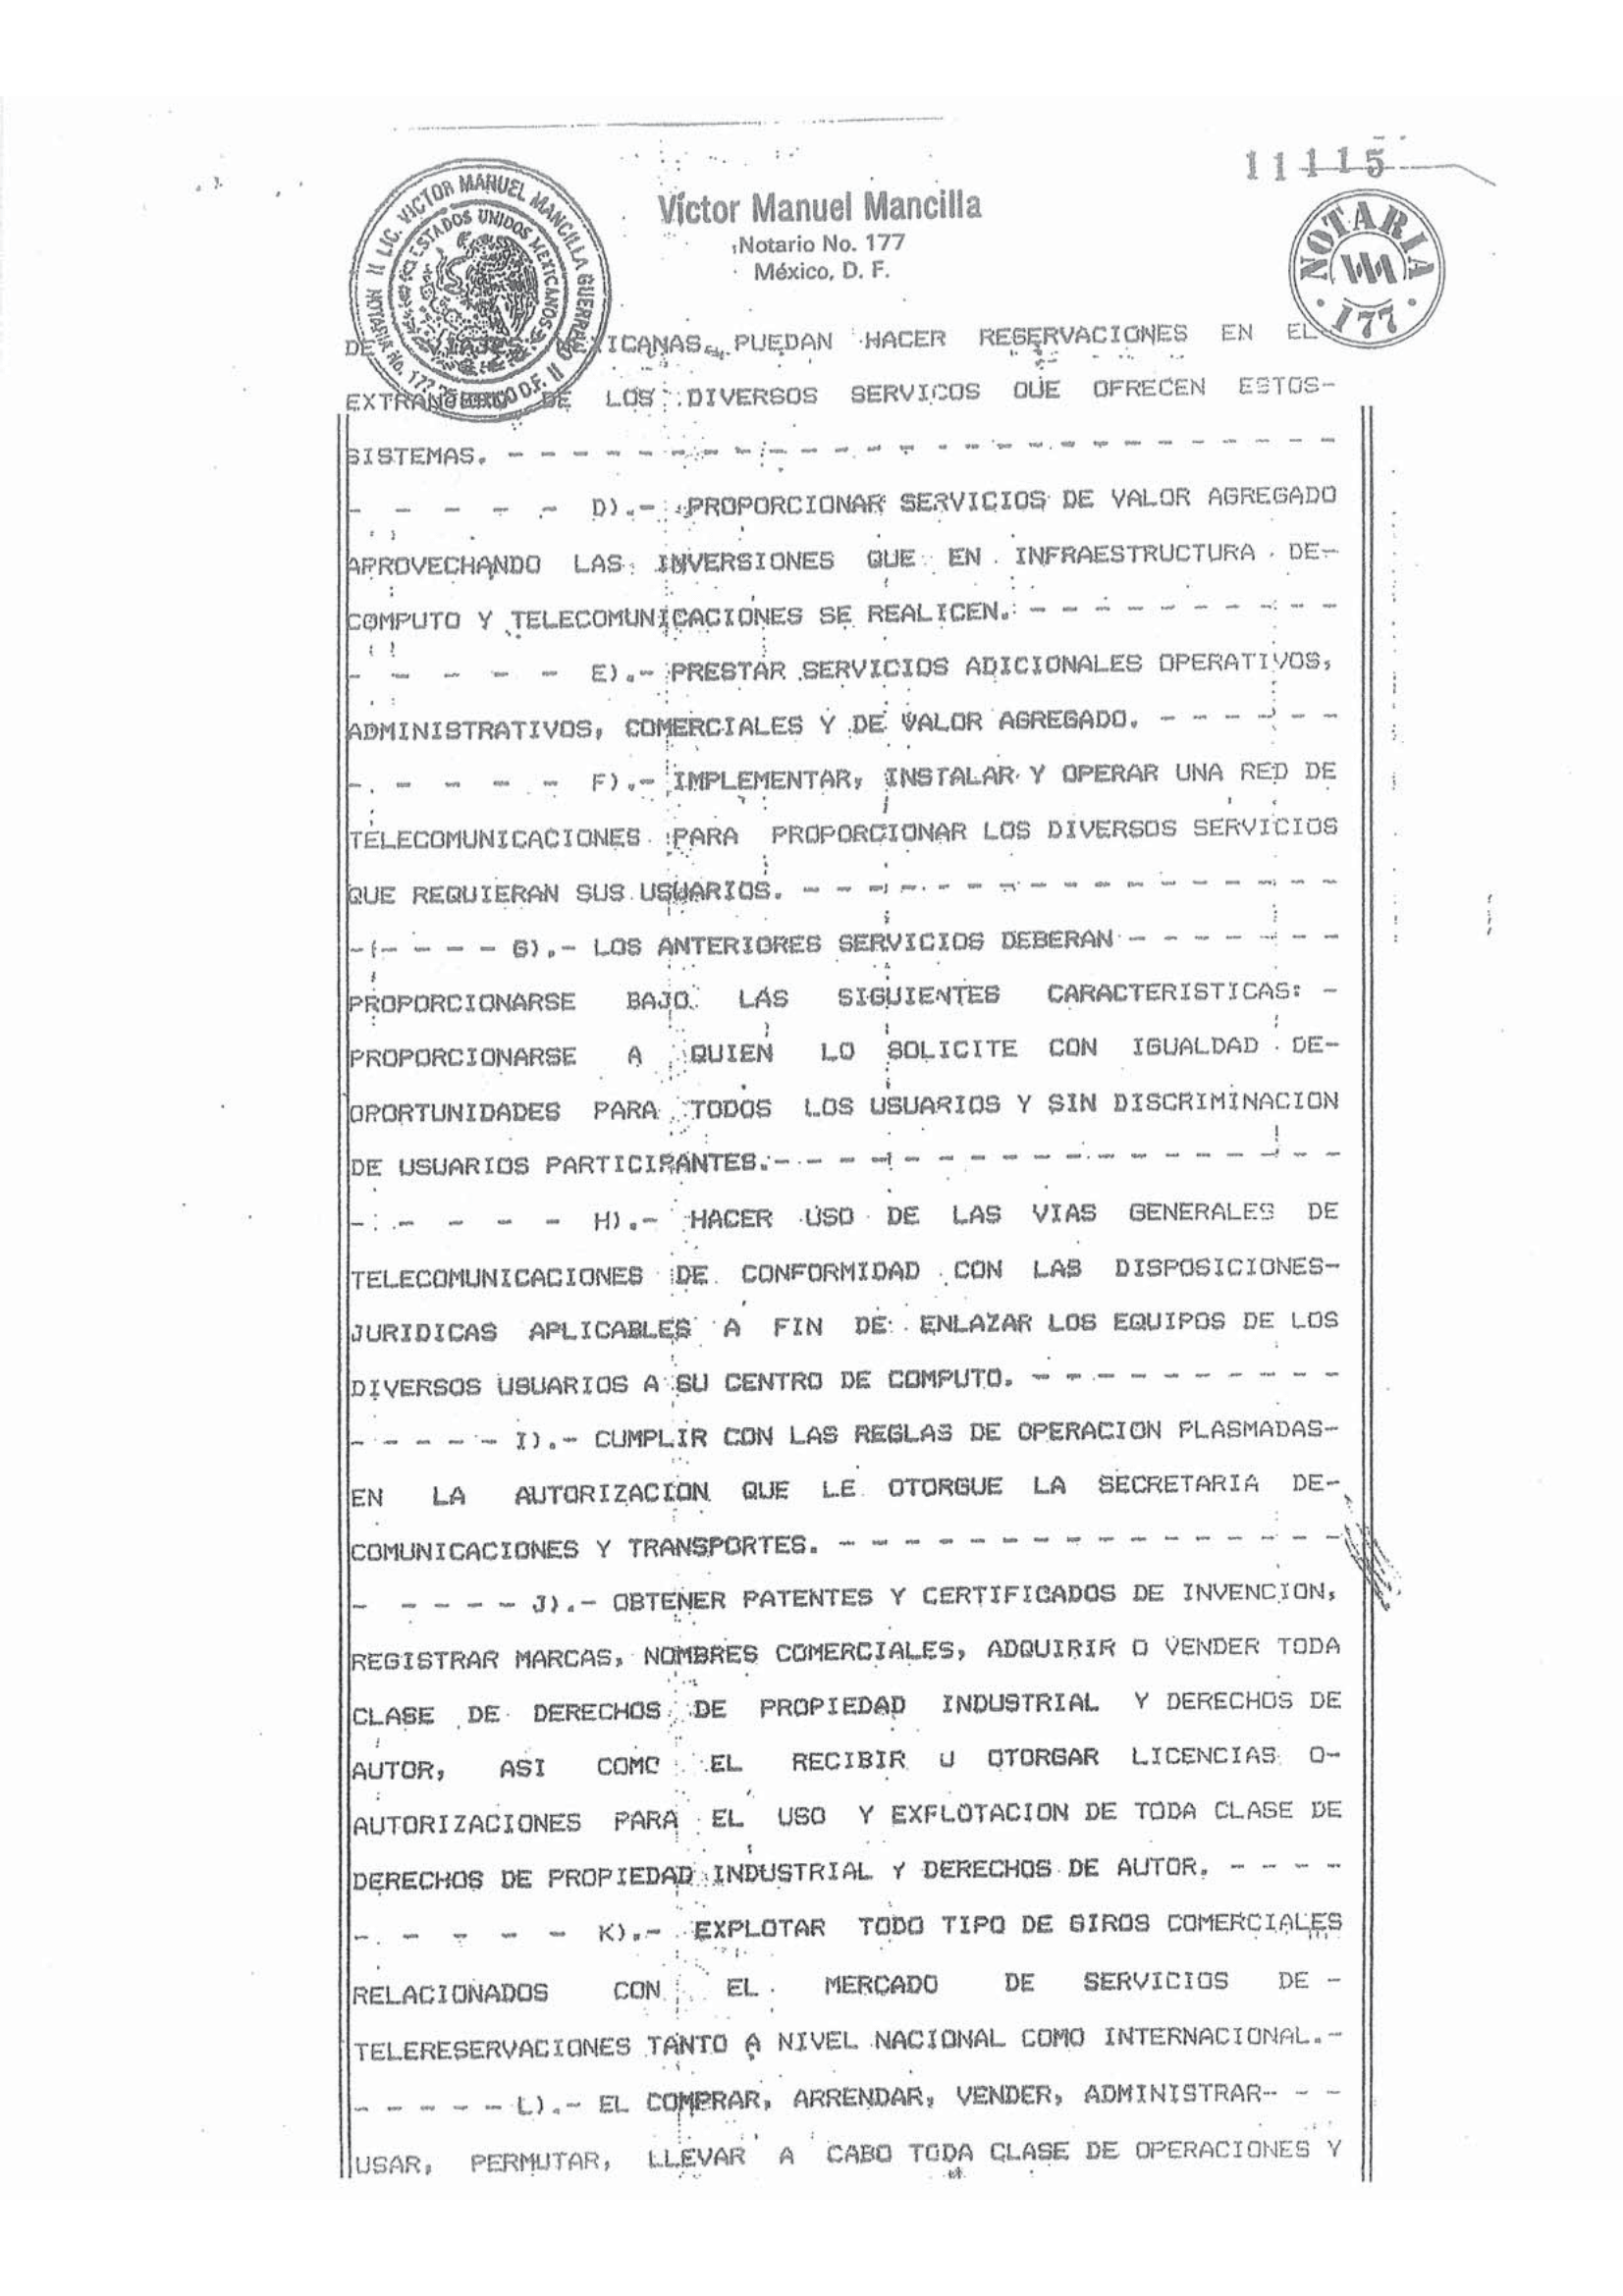 11115
LIC. VICTOR MANUEL MANCILLA GUERRERO
NOTARIA No. 177
ESTADOS UNIDOS MEXICANOS
Víctor Manuel Mancilla
Notario No. 177
México, D. F.
NOTARIA
177
DE MEXICANAS, PUEDAN HACER RESERVACIONES EN EL
EXTRANJERO DE LOS DIVERSOS SERVICOS QUE OFRECEN ESTOS-
SISTEMAS. - - - - - - - - - - - - - - - - - - - - - - - - - -
- - - - - - D).- PROPORCIONAR SERVICIOS DE VALOR AGREGADO
APROVECHANDO LAS INVERSIONES QUE EN INFRAESTRUCTURA DE-
COMPUTO Y TELECOMUNICACIONES SE REALICEN. - - - - - - - - - -
- - - - - - E).- PRESTAR SERVICIOS ADICIONALES OPERATIVOS,
ADMINISTRATIVOS, COMERCIALES Y DE VALOR AGREGADO. - - - - - -
- - - - - - F).- IMPLEMENTAR, INSTALAR Y OPERAR UNA RED DE
TELECOMUNICACIONES PARA PROPORCIONAR LOS DIVERSOS SERVICIOS
QUE REQUIERAN SUS USUARIOS. - - - - - - - - - - - - - - - - -
- - - - - G).- LOS ANTERIORES SERVICIOS DEBERAN - - - - - - -
PROPORCIONARSE BAJO LAS SIGUIENTES CARACTERISTICAS: -
PROPORCIONARSE A QUIEN LO SOLICITE CON IGUALDAD DE-
OPORTUNIDADES PARA TODOS LOS USUARIOS Y SIN DISCRIMINACION
DE USUARIOS PARTICIPANTES.- - - - - - - - - - - - - - - - - -
- - - - - - H).- HACER USO DE LAS VIAS GENERALES DE
TELECOMUNICACIONES DE CONFORMIDAD CON LAS DISPOSICIONES-
JURIDICAS APLICABLES A FIN DE ENLAZAR LOS EQUIPOS DE LOS
DIVERSOS USUARIOS A SU CENTRO DE COMPUTO. - - - - - - - - - -
- - - - - I).- CUMPLIR CON LAS REGLAS DE OPERACION PLASMADAS-
EN LA AUTORIZACION QUE LE OTORGUE LA SECRETARIA DE-
COMUNICACIONES Y TRANSPORTES. - - - - - - - - - - - - - - - -
- - - - - J).- OBTENER PATENTES Y CERTIFICADOS DE INVENCION,
REGISTRAR MARCAS, NOMBRES COMERCIALES, ADQUIRIR O VENDER TODA
CLASE DE DERECHOS DE PROPIEDAD INDUSTRIAL Y DERECHOS DE
AUTOR, ASI COMO EL RECIBIR U OTORGAR LICENCIAS O-
AUTORIZACIONES PARA EL USO Y EXPLOTACION DE TODA CLASE DE
DERECHOS DE PROPIEDAD INDUSTRIAL Y DERECHOS DE AUTOR. - - - -
- - - - - - K).- EXPLOTAR TODO TIPO DE GIROS COMERCIALES
RELACIONADOS CON EL MERCADO DE SERVICIOS DE -
TELERESERVACIONES TANTO A NIVEL NACIONAL COMO INTERNACIONAL.-
- - - - - L).- EL COMPRAR, ARRENDAR, VENDER, ADMINISTRAR- - -
USAR, PERMUTAR, LLEVAR A CABO TODA CLASE DE OPERACIONES Y